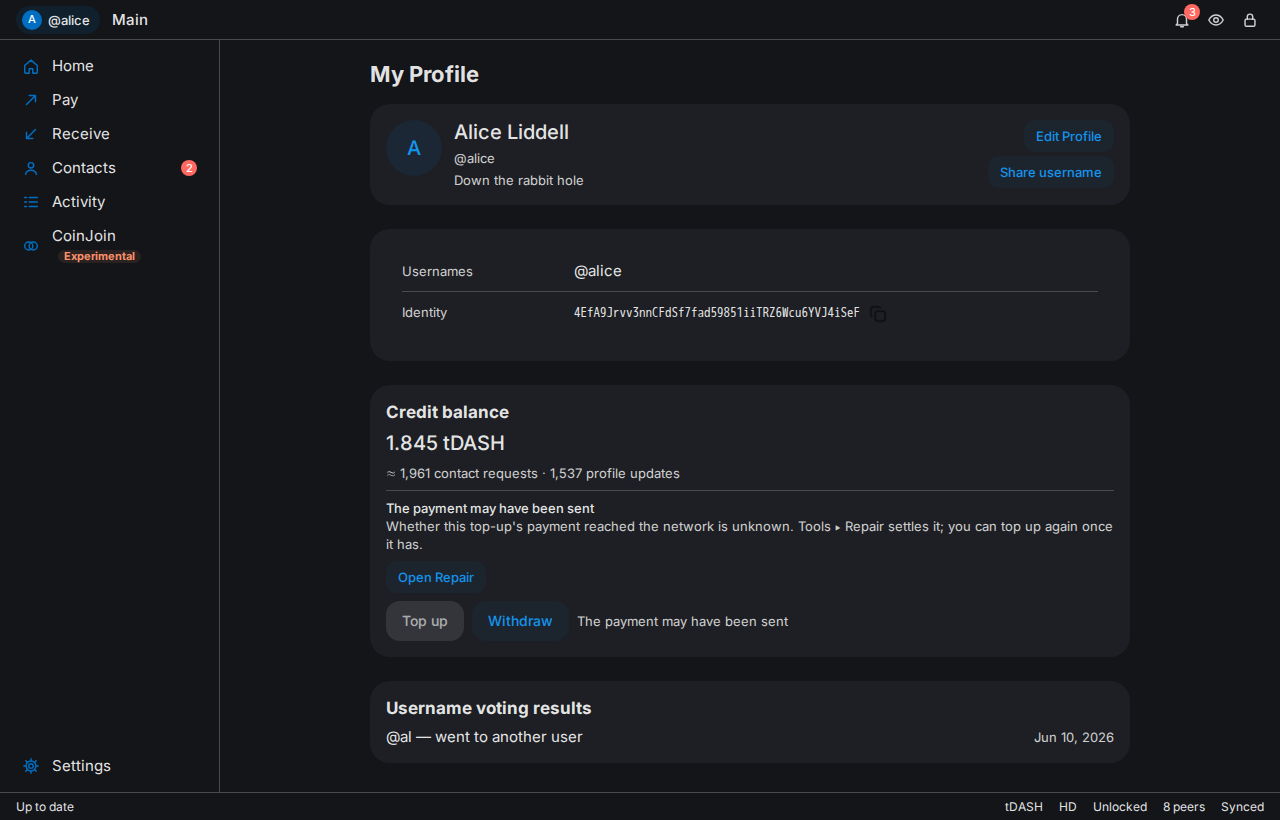 A @alice Main 3
Home
Pay
Receive
Contacts 2
Activity
CoinJoin
Experimental
Settings
My Profile
A
Alice Liddell
@alice
Down the rabbit hole
Edit Profile
Share username
Usernames @alice
Identity 4EfA9Jrvv3nnCFdSf7fad59851iiTRZ6Wcu6YVJ4iSeF
Credit balance
1.845 tDASH
≈ 1,961 contact requests · 1,537 profile updates
The payment may have been sent
Whether this top-up's payment reached the network is unknown. Tools ▸ Repair settles it; you can top up again once
it has.
Open Repair
Top up Withdraw The payment may have been sent
Username voting results
@al — went to another user Jun 10, 2026
Up to date tDASH HD Unlocked 8 peers Synced